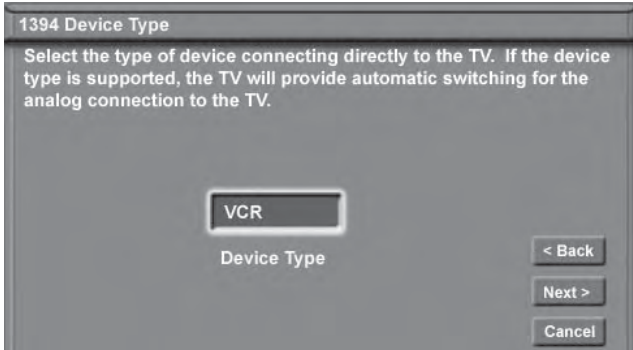 1394 Device Type
Select the type of device connecting directly to the TV. If the device
type is supported, the TV will provide automatic switching for the
analog connection to the TV.
VCR
Device Type
< Back
Next >
Cancel